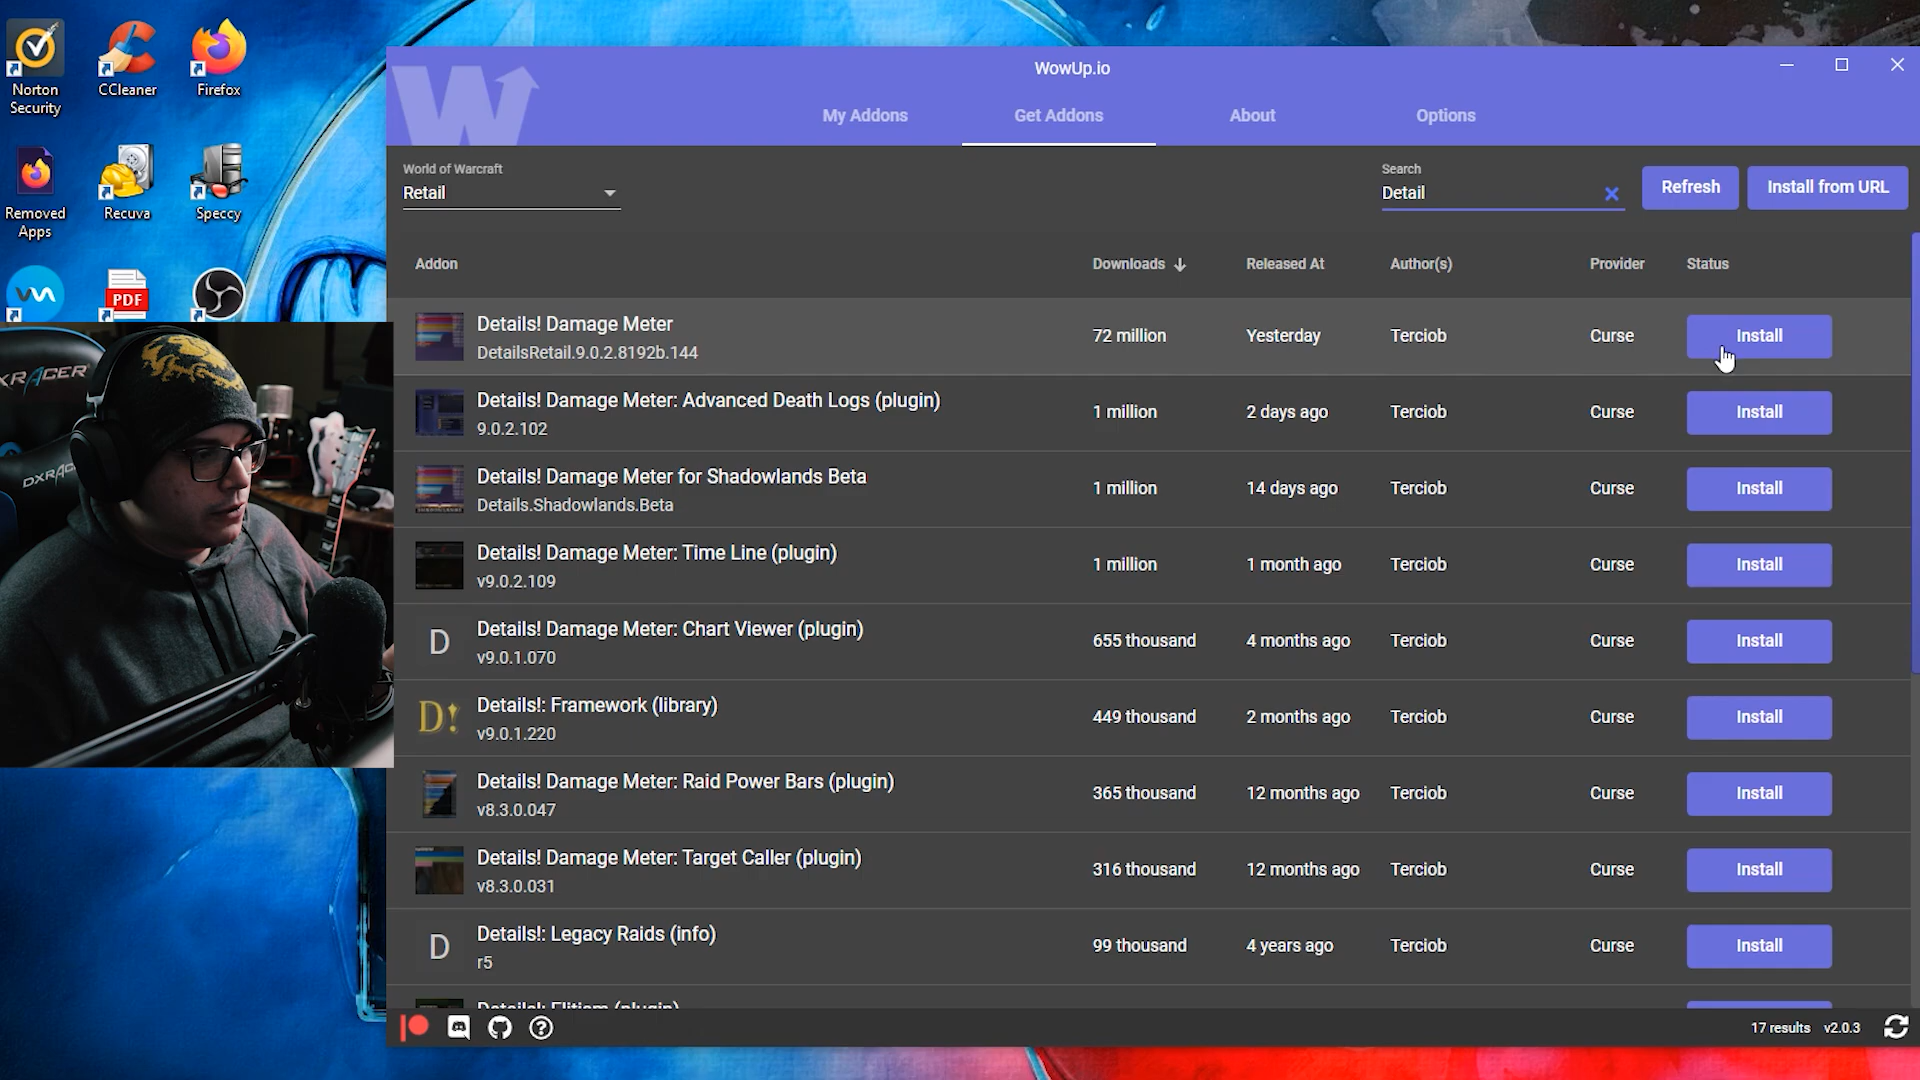 Norton
Security
CCleaner
Firefox
Removed
Apps
Recuva
Speccy
PDF
XRACER
DXRAC
WowUp.io
My Addons
Get Addons
About
Options
World of Warcraft
Retail
Search
Detail
Refresh
Install from URL
Addon
Downloads
Released At
Author(s)
Provider
Status
Details! Damage Meter
DetailsRetail.9.0.2.8192b.144
72 million
Yesterday
Terciob
Curse
Install
Details! Damage Meter: Advanced Death Logs (plugin)
9.0.2.102
1 million
2 days ago
Terciob
Curse
Install
Details! Damage Meter for Shadowlands Beta
Details.Shadowlands.Beta
1 million
14 days ago
Terciob
Curse
Install
Details! Damage Meter: Time Line (plugin)
v9.0.2.109
1 million
1 month ago
Terciob
Curse
Install
D
Details! Damage Meter: Chart Viewer (plugin)
v9.0.1.070
655 thousand
4 months ago
Terciob
Curse
Install
D!
Details!: Framework (library)
v9.0.1.220
449 thousand
2 months ago
Terciob
Curse
Install
Details! Damage Meter: Raid Power Bars (plugin)
v8.3.0.047
365 thousand
12 months ago
Terciob
Curse
Install
Details! Damage Meter: Target Caller (plugin)
v8.3.0.031
316 thousand
12 months ago
Terciob
Curse
Install
D
Details!: Legacy Raids (info)
r5
99 thousand
4 years ago
Terciob
Curse
Install
Details!: Elitism (plugin)
17 results
v2.0.3